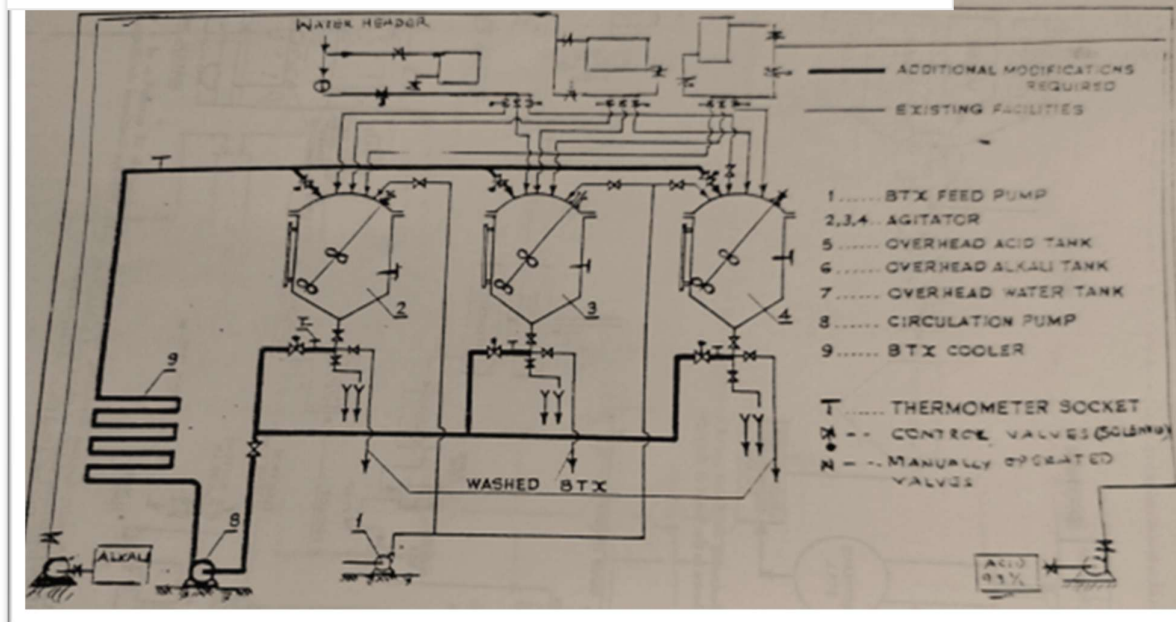 WATER HEADER
ADDITIONAL MODIFICATIONS
REQUIRED
EXISTING FACILITIES
1...... BTX FEED PUMP
2,3,4.. AGITATOR
5 ...... OVERHEAD ACID TANK
6 ...... OVERHEAD ALKALI TANK
7 ...... OVERHEAD WATER TANK
8 ...... CIRCULATION PUMP
9 ...... BTX COOLER
T ...... THERMOMETER SOCKET
CONTROL VALVES
MANUALLY OPERATED
VALVES
T
2
3
4
T
T
T
9
WASHED BTX
8
1
ALKALI
ACID
93%